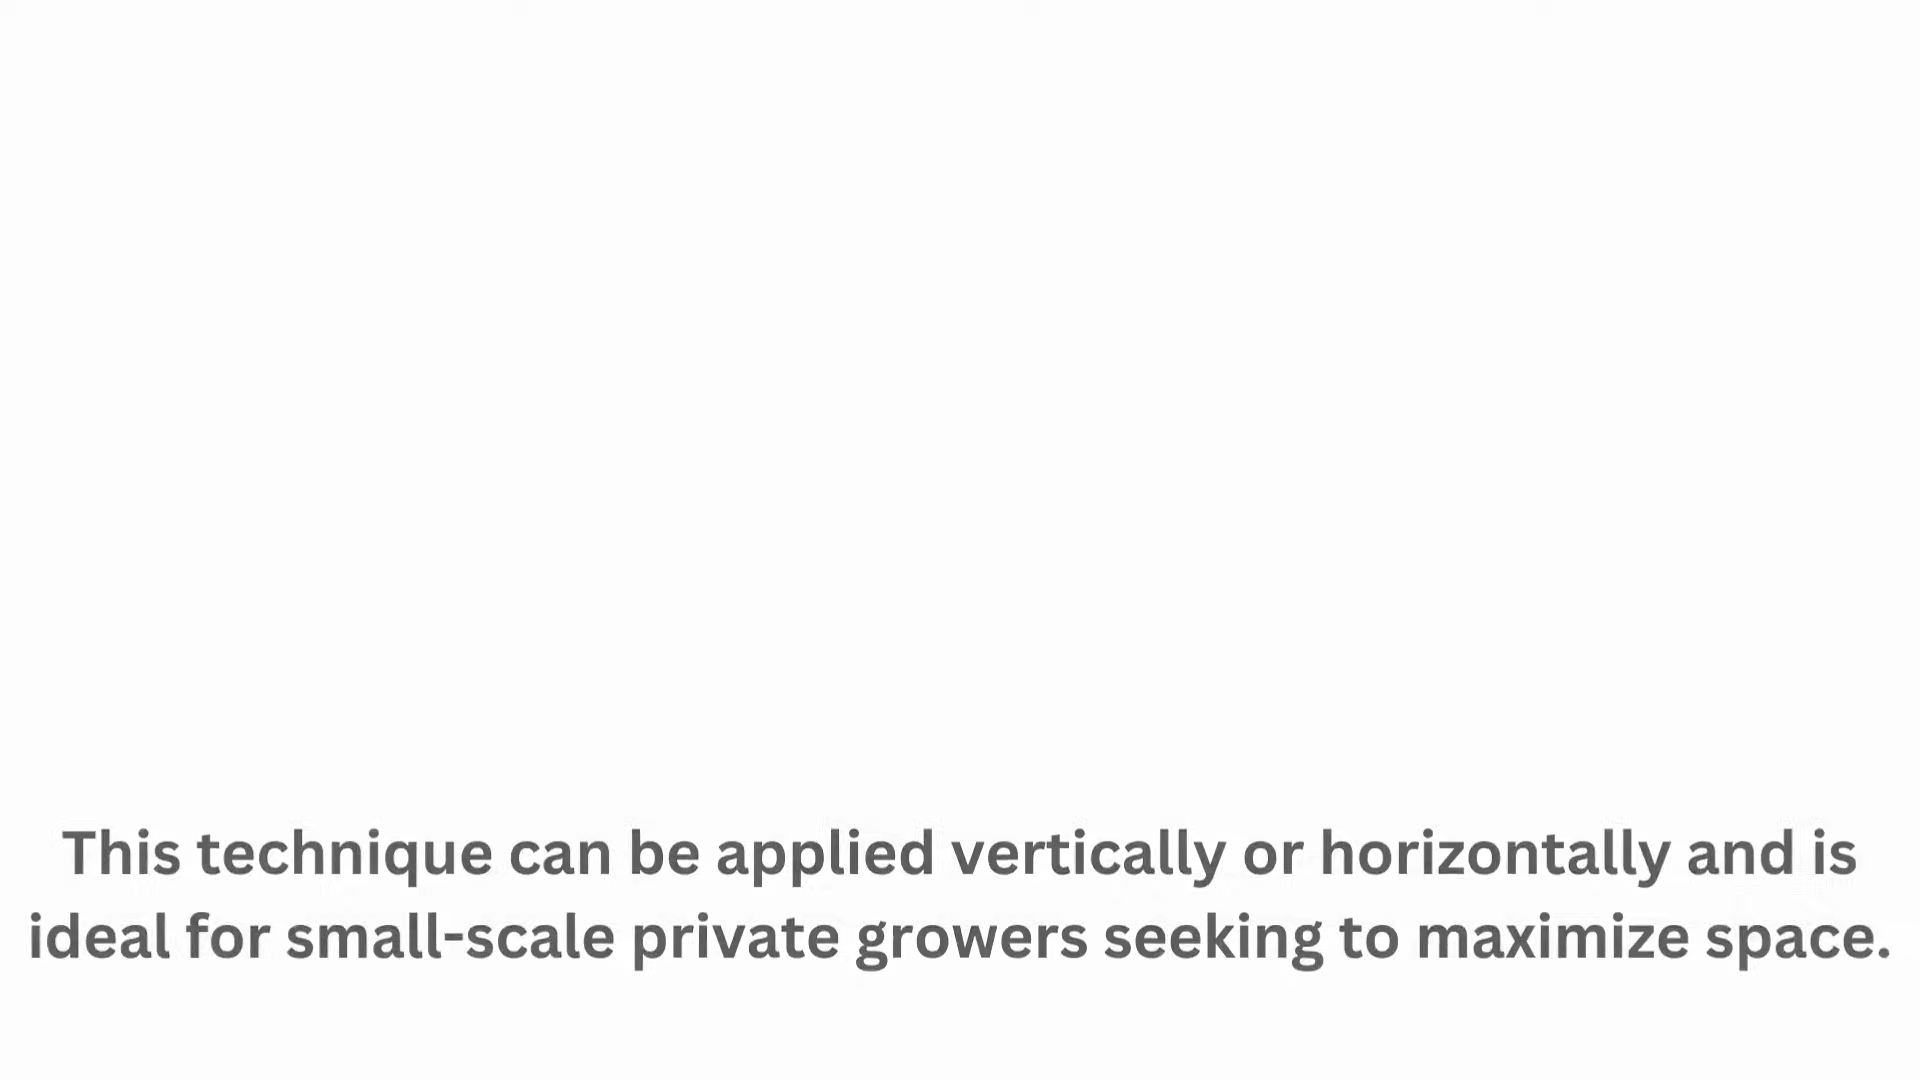 This technique can be applied vertically or horizontally and is
ideal for small-scale private growers seeking to maximize space.